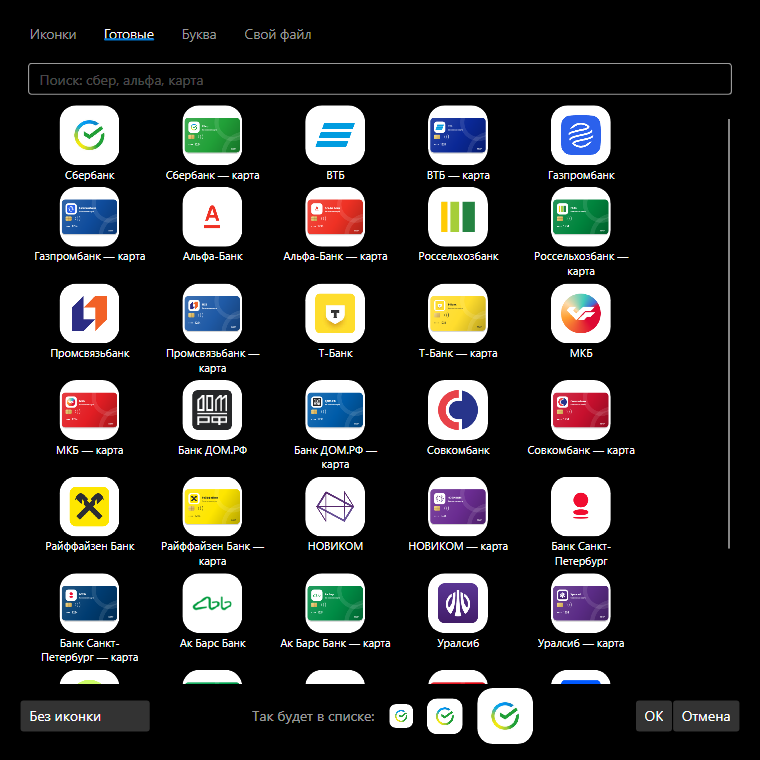 Иконки Готовые Буква Свой файл
Поиск: сбер, альфа, карта
Сбербанк Сбербанк — карта ВТБ ВТБ — карта Газпромбанк
Газпромбанк — карта Альфа-Банк Альфа-Банк — карта Россельхозбанк Россельхозбанк —
карта
Промсвязьбанк Промсвязьбанк — Т-Банк Т-Банк — карта МКБ
карта
ДОМ
РФ
МКБ — карта Банк ДОМ.РФ Банк ДОМ.РФ — Совкомбанк Совкомбанк — карта
карта
Райффайзен Банк Райффайзен Банк — НОВИКОМ НОВИКОМ — карта Банк Санкт-
карта Петербург
Банк Санкт- Ак Барс Банк Ак Барс Банк — карта Уралсиб Уралсиб — карта
Петербург — карта
Без иконки Так будет в списке: ОК Отмена